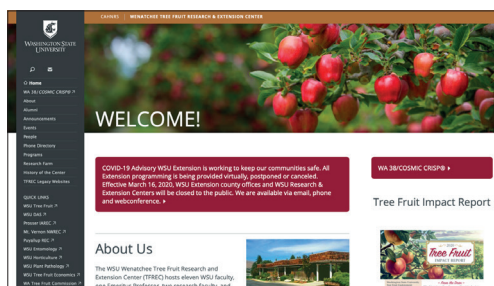 CAHNRS | WENATCHEE TREE FRUIT RESEARCH & EXTENSION CENTER
WASHINGTON STATE
UNIVERSITY
Home
WA 38/COSMIC CRISP®
About
Alumni
Announcements
Events
People
Phone Directory
Programs
Research Farm
History of the Center
TFREC Legacy Websites
QUICK LINKS
WSU Tree Fruit
WSU DAS
Prosser IAREC
Mt. Vernon NWREC
Puyallup REC
WSU Entomology
WSU Horticulture
WSU Plant Pathology
WSU Tree Fruit Economics
WA Tree Fruit Commission
WELCOME!
COVID-19 Advisory WSU Extension is working to keep our communities safe. All
Extension programming is being provided virtually, postponed or canceled.
Effective March 16, 2020, WSU Extension county offices and WSU Research &
Extension Centers will be closed to the public. We are available via email, phone
and webconference.
WA 38/COSMIC CRISP®
Tree Fruit Impact Report
Tree Fruit
IMPACT REPORT
About Us
The WSU Wenatchee Tree Fruit Research and
Extension Center (TFREC) hosts eleven WSU faculty,
one Emeritus Professor, two research faculty, and